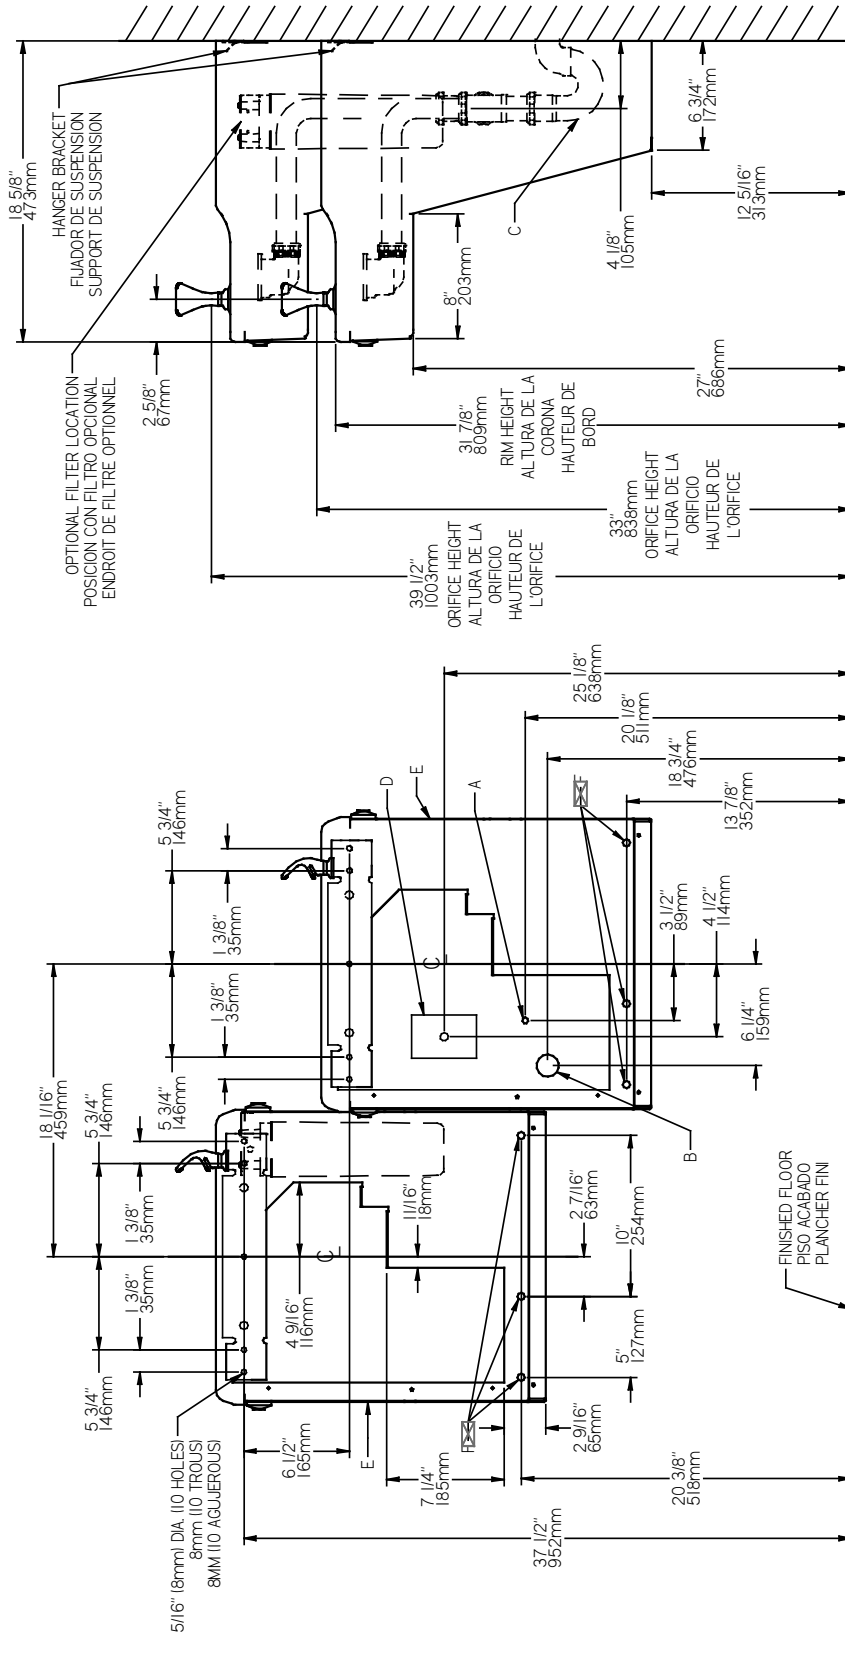 18 5/8"
473mm
HANGER BRACKET
FIJADOR DE SUSPENSION
SUPPORT DE SUSPENSION
OPTIONAL FILTER LOCATION
POSICION CON FILTRO OPCIONAL
ENDROIT DE FILTRE OPTIONNEL
2 5/8"
67mm
6 3/4"
172mm
C
4 1/8"
105mm
12 5/16"
313mm
8"
203mm
27"
686mm
31 7/8"
809mm
RIM HEIGHT
ALTURA DE LA
CORONA
HAUTEUR DE
BORD
33"
838mm
ORIFICE HEIGHT
ALTURA DE LA
ORIFICIO
HAUTEUR DE
L'ORIFICE
39 1/2"
1003mm
ORIFICE HEIGHT
ALTURA DE LA
ORIFICIO
HAUTEUR DE
L'ORIFICE
25 1/8"
638mm
20 1/8"
511mm
18 3/4"
476mm
13 7/8"
352mm
5 3/4"
146mm
1 3/8"
35mm
D
E
A
1 3/8"
35mm
5 3/4"
146mm
CL
3 1/2"
89mm
4 1/2"
114mm
6 1/4"
159mm
B
18 1/16"
459mm
5 3/4"
146mm
1 3/8"
35mm
1 3/8"
35mm
5 3/4"
146mm
CL
4 9/16"
116mm
11/16"
18mm
2 7/16"
63mm
10"
254mm
5"
127mm
2 9/16"
65mm
5/16" (8mm) DIA. (10 HOLES)
8mm (10 TROUS)
8MM (10 AGUJEROUS)
6 1/2"
165mm
E
7 1/4"
185mm
20 3/8"
518mm
37 1/2"
952mm
FINISHED FLOOR
PISO ACABADO
PLANCHER FINI